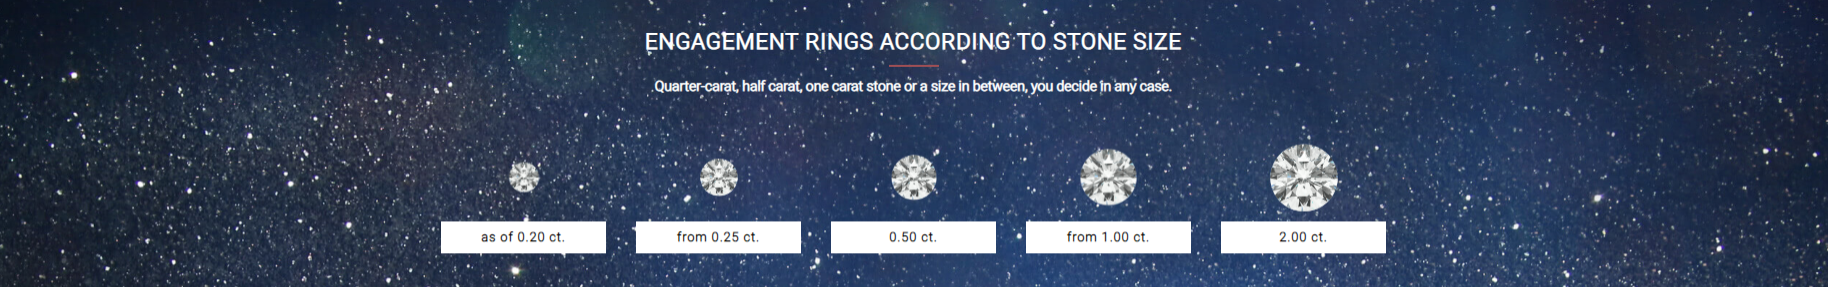 ENGAGEMENT RINGS ACCORDING TO STONE SIZE
Quarter-carat, half carat, one carat stone or a size in between, you decide in any case.
as of 0.20 ct.
from 0.25 ct.
0.50 ct.
from 1.00 ct.
2.00 ct.